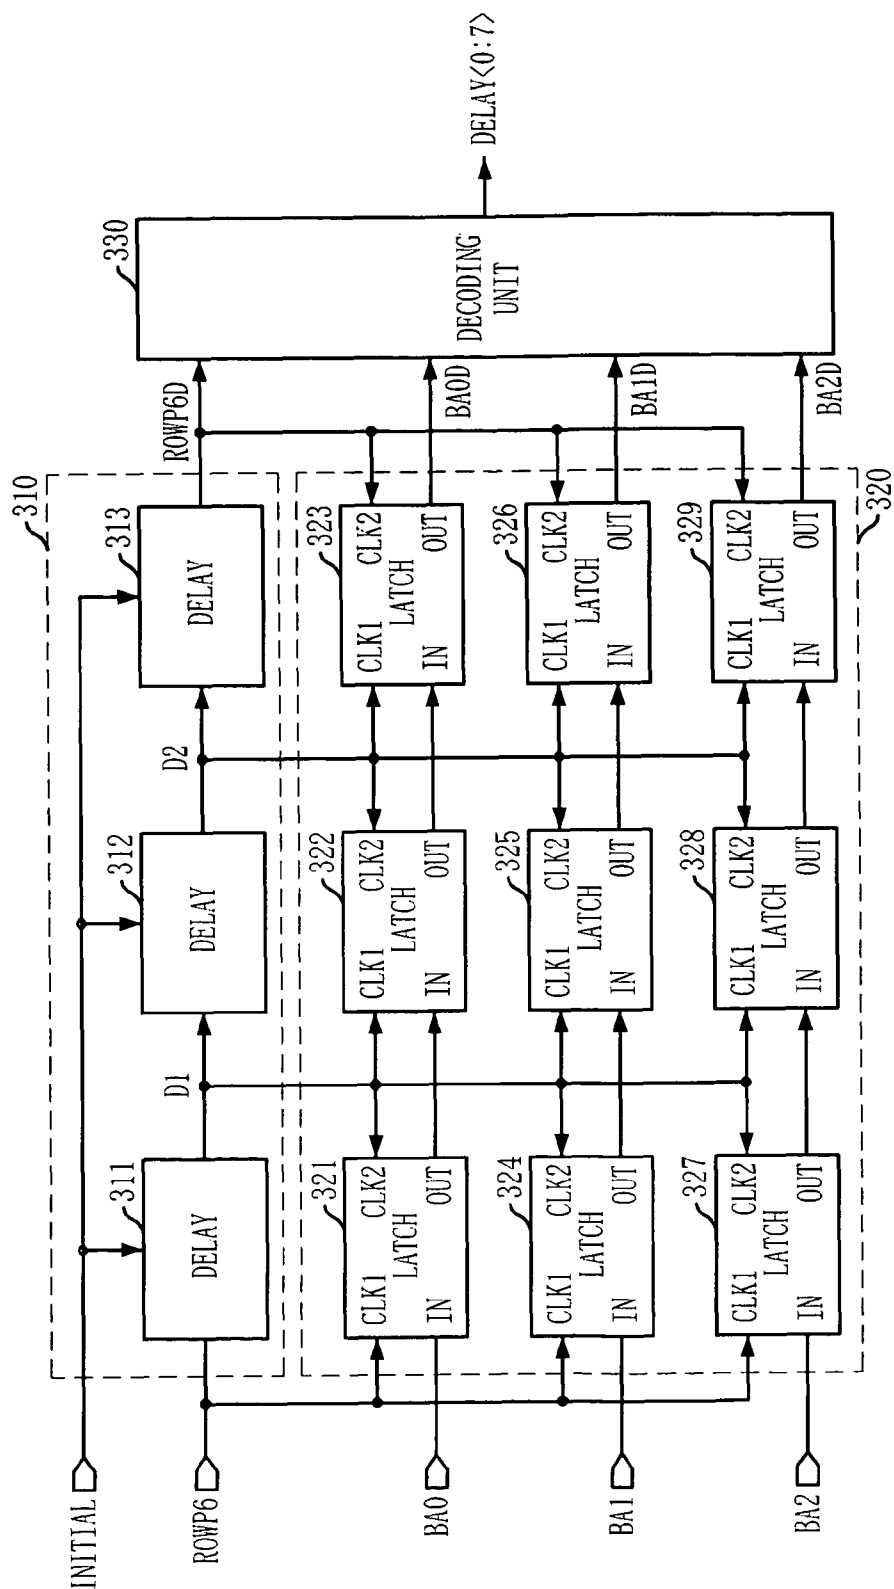 INITIAL
ROWP6
BA0
BA1
BA2
310
311
DELAY
D1
312
DELAY
D2
313
DELAY
ROWP6D
320
321
CLK1 CLK2
LATCH
IN OUT
322
CLK1 CLK2
LATCH
IN OUT
323
CLK1 CLK2
LATCH
IN OUT
BA0D
324
CLK1 CLK2
LATCH
IN OUT
325
CLK1 CLK2
LATCH
IN OUT
326
CLK1 CLK2
LATCH
IN OUT
BA1D
327
CLK1 CLK2
LATCH
IN OUT
328
CLK1 CLK2
LATCH
IN OUT
329
CLK1 CLK2
LATCH
IN OUT
BA2D
330
DECODING
UNIT
DELAY<0:7>